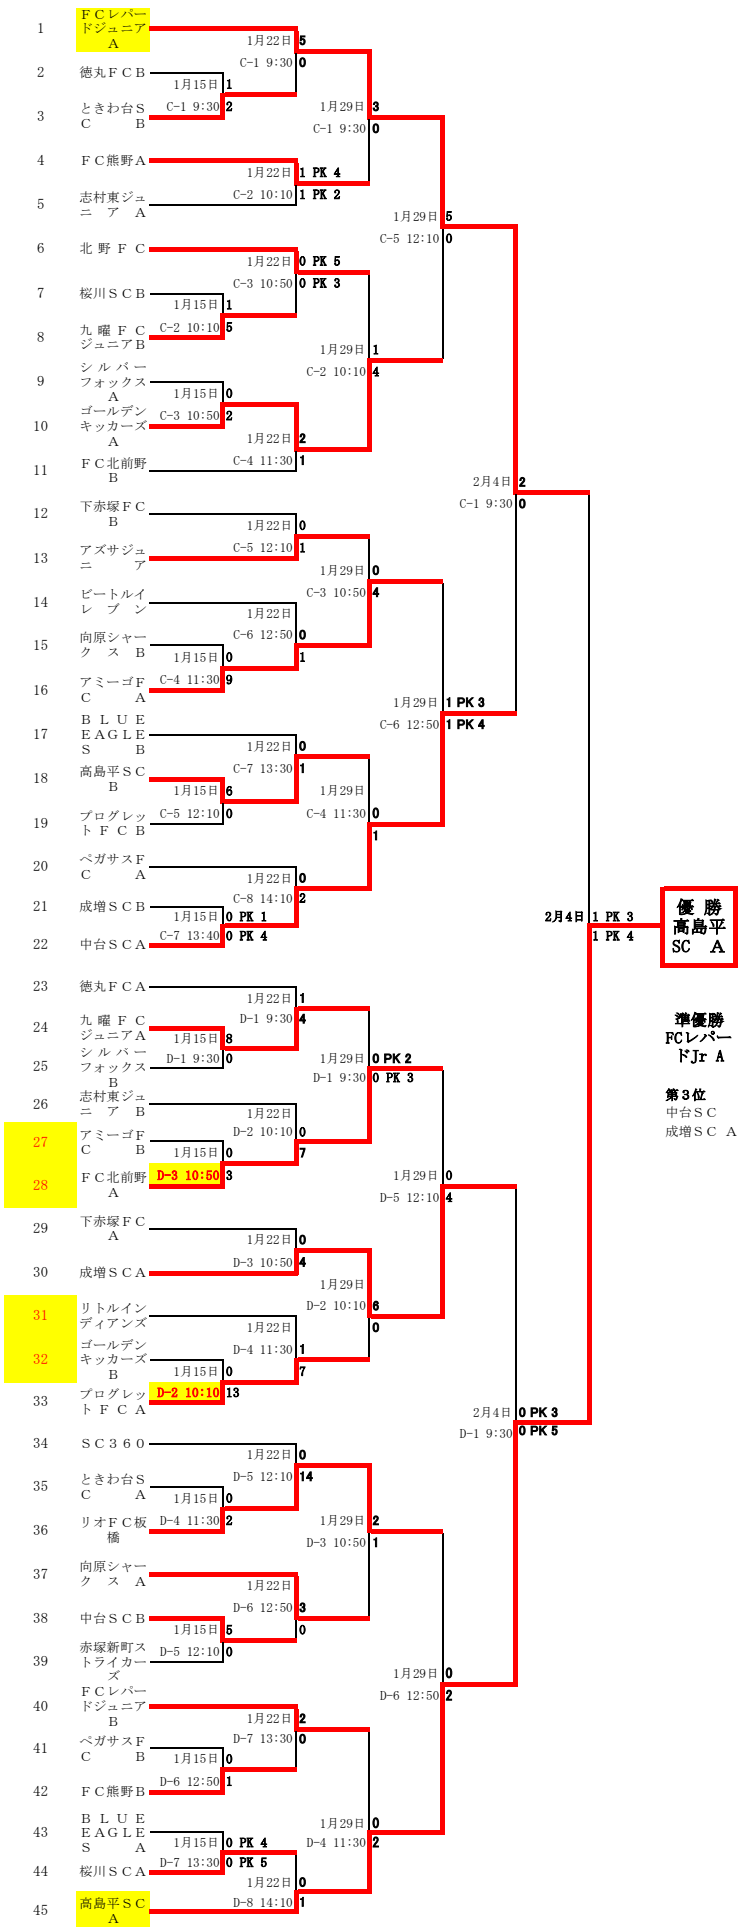 1
FCレパー
ドジュニア
A
1月22日 5
C-1 9:30 0
2
徳丸FCB
1月15日 1
C-1 9:30 2
3
ときわ台S
C B
1月29日 3
C-1 9:30 0
4
FC熊野A
1月22日 1 PK 4
C-2 10:10 1 PK 2
5
志村東ジュ
ニ ア A
1月29日 5
C-5 12:10 0
6
北野FC
1月22日 0 PK 5
C-3 10:50 0 PK 3
7
桜川SCB
1月15日 1
C-2 10:10 5
8
九曜FC
ジュニアB
1月29日 1
C-2 10:10 4
9
シルバー
フォックス
A
1月15日 0
C-3 10:50 2
10
ゴールデン
キッカーズ
A
1月22日 2
C-4 11:30 1
11
FC北前野
B
2月4日 2
C-1 9:30 0
12
下赤塚FC
B
1月22日 0
C-5 12:10 1
13
アズサジュ
ニ ア
1月29日 0
C-3 10:50 4
14
ビートルイ
レブン
1月22日
C-6 12:50 0
1
15
向原シャー
クスB
1月15日 0
C-4 11:30 9
16
アミーゴF
C A
1月29日 1 PK 3
C-6 12:50 1 PK 4
17
BLUE
EAGLE
S B
1月22日 0
C-7 13:30 1
18
高島平SC
B
1月15日 6
C-5 12:10 0
19
プログレッ
トFCB
1月29日
C-4 11:30 0
1
20
ペガサスF
C A
1月22日 0
C-8 14:10 2
21
成増SCB
1月15日 0 PK 1
C-7 13:40 0 PK 4
22
中台SCA
2月4日 1 PK 3
1 PK 4
優 勝
高島平
SC A
準優勝
FCレパー
ドJr A
第3位
中台SC
成増SC A
23
徳丸FCA
1月22日 1
D-1 9:30 4
24
九曜FC
ジュニアA
1月15日 8
D-1 9:30 0
25
シルバー
フォックス
B
1月29日 0 PK 2
D-1 9:30 0 PK 3
26
志村東ジュ
ニ ア B
1月22日
D-2 10:10 0
7
27
アミーゴF
C B
1月15日 0
D-3 10:50 3
28
FC北前野
A
1月29日 0
D-5 12:10 4
29
下赤塚FC
A
1月22日 0
D-3 10:50 4
30
成増SCA
1月29日
D-2 10:10 6
0
31
リトルイン
ディアンズ
1月22日
D-4 11:30 1
7
32
ゴールデン
キッカーズ
B
1月15日 0
D-2 10:10 13
33
プログレッ
トFCA
2月4日 0 PK 3
D-1 9:30 0 PK 5
34
SC360
1月22日 0
D-5 12:10 14
35
ときわ台S
C A
1月15日 0
D-4 11:30 2
36
リオFC板
橋
1月29日 2
D-3 10:50 1
37
向原シャー
クスA
1月22日
D-6 12:50 3
0
38
中台SCB
1月15日 5
D-5 12:10 0
39
赤塚新町ス
トライカー
ズ
1月29日 0
D-6 12:50 2
40
FCレパー
ドジュニア
B
1月22日 2
D-7 13:30 0
41
ペガサスF
C B
1月15日 0
D-6 12:50 1
42
FC熊野B
1月29日 0
D-4 11:30 2
43
BLUE
EAGLE
S A
1月15日 0 PK 4
D-7 13:30 0 PK 5
44
桜川SCA
1月22日 0
D-8 14:10 1
45
高島平SC
A